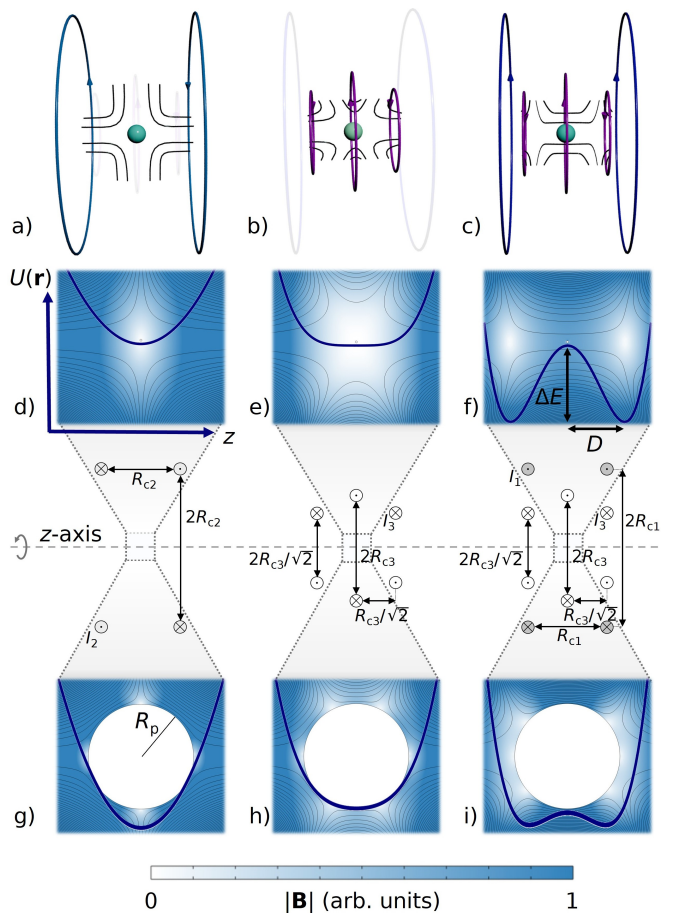 a)
b)
c)
U(r)
d)
e)
f)
ΔE
D
z
R_c2
I_1
I_3
I_3
2R_c2
2R_c1
z-axis
2R_c3/√2
2R_c3
2R_c3/√2
2R_c3
R_c3/√2
R_c3/√2
I_2
R_c1
R_p
g)
h)
i)
0
|B| (arb. units)
1